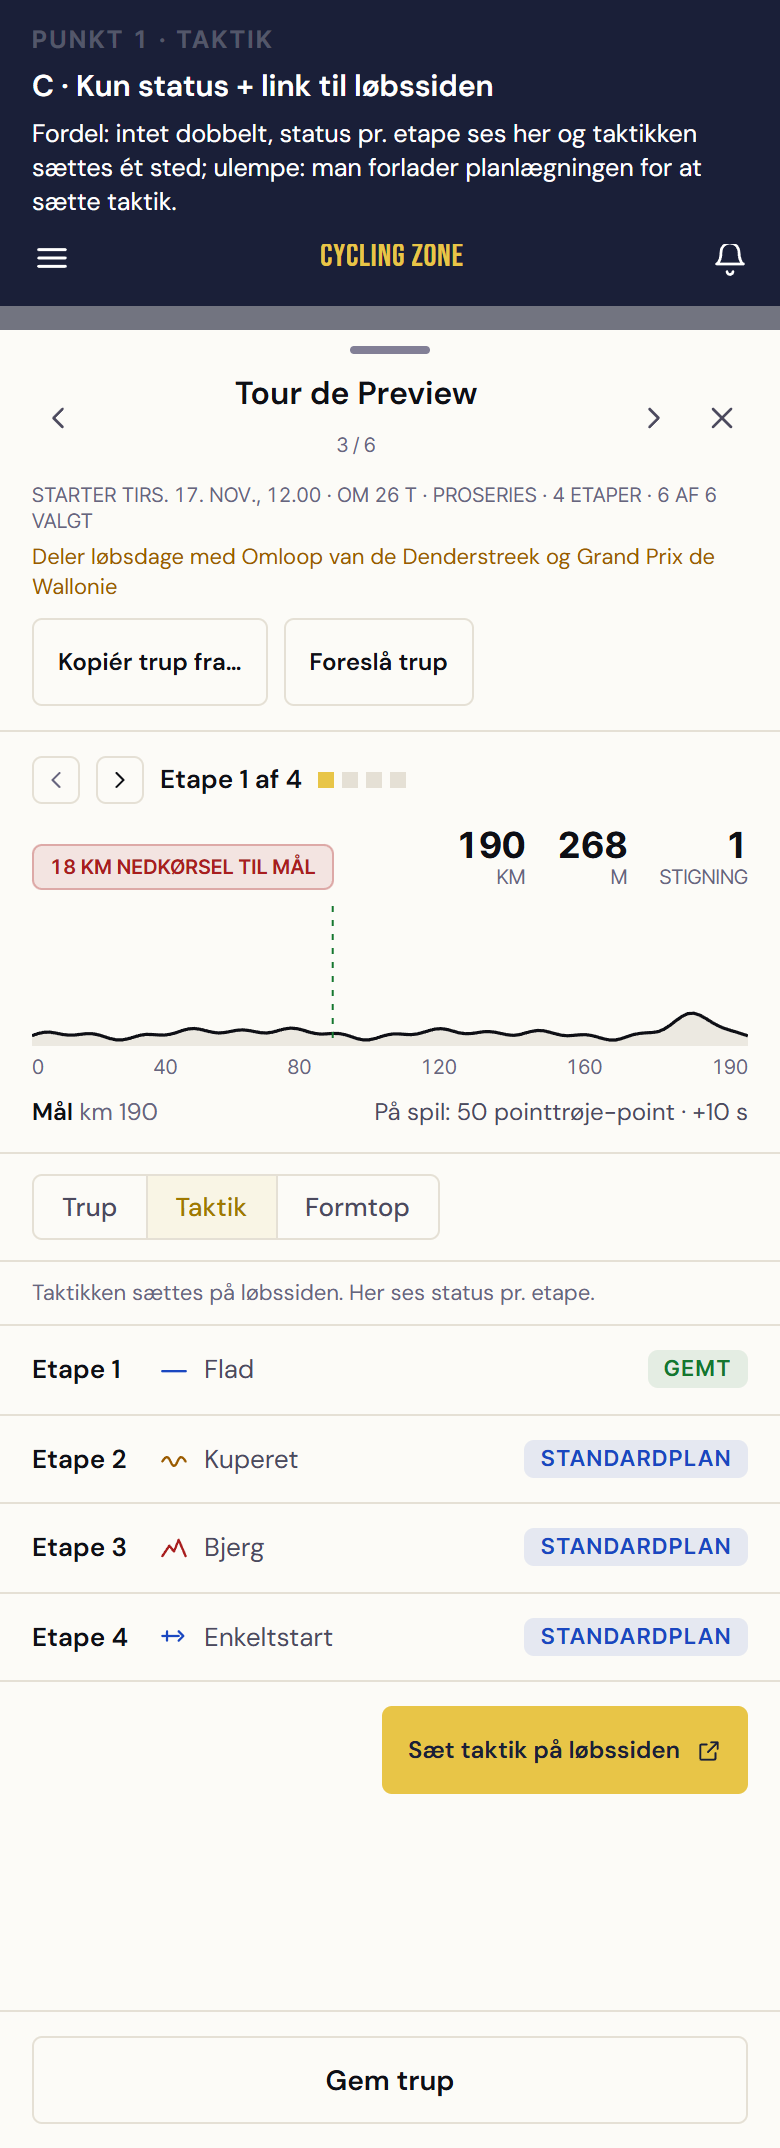 PUNKT 1 · TAKTIK
C · Kun status + link til løbssiden
Fordel: intet dobbelt, status pr. etape ses her og taktikken
sættes ét sted; ulempe: man forlader planlægningen for at
sætte taktik.
CYCLING ZONE
Tour de Preview
3 / 6
STARTER TIRS. 17. NOV., 12.00 · OM 26 T · PROSERIES · 4 ETAPER · 6 AF 6
VALGT
Deler løbsdage med Omloop van de Denderstreek og Grand Prix de
Wallonie
Kopiér trup fra... Foreslå trup
Etape 1 af 4
18 KM NEDKØRSEL TIL MÅL 190 KM 268 M 1 STIGNING
0 40 80 120 160 190
Mål km 190 På spil: 50 pointtrøje-point · +10 s
Trup Taktik Formtop
Taktikken sættes på løbssiden. Her ses status pr. etape.
Etape 1 Flad GEMT
Etape 2 Kuperet STANDARDPLAN
Etape 3 Bjerg STANDARDPLAN
Etape 4 Enkeltstart STANDARDPLAN
Sæt taktik på løbssiden
Gem trup